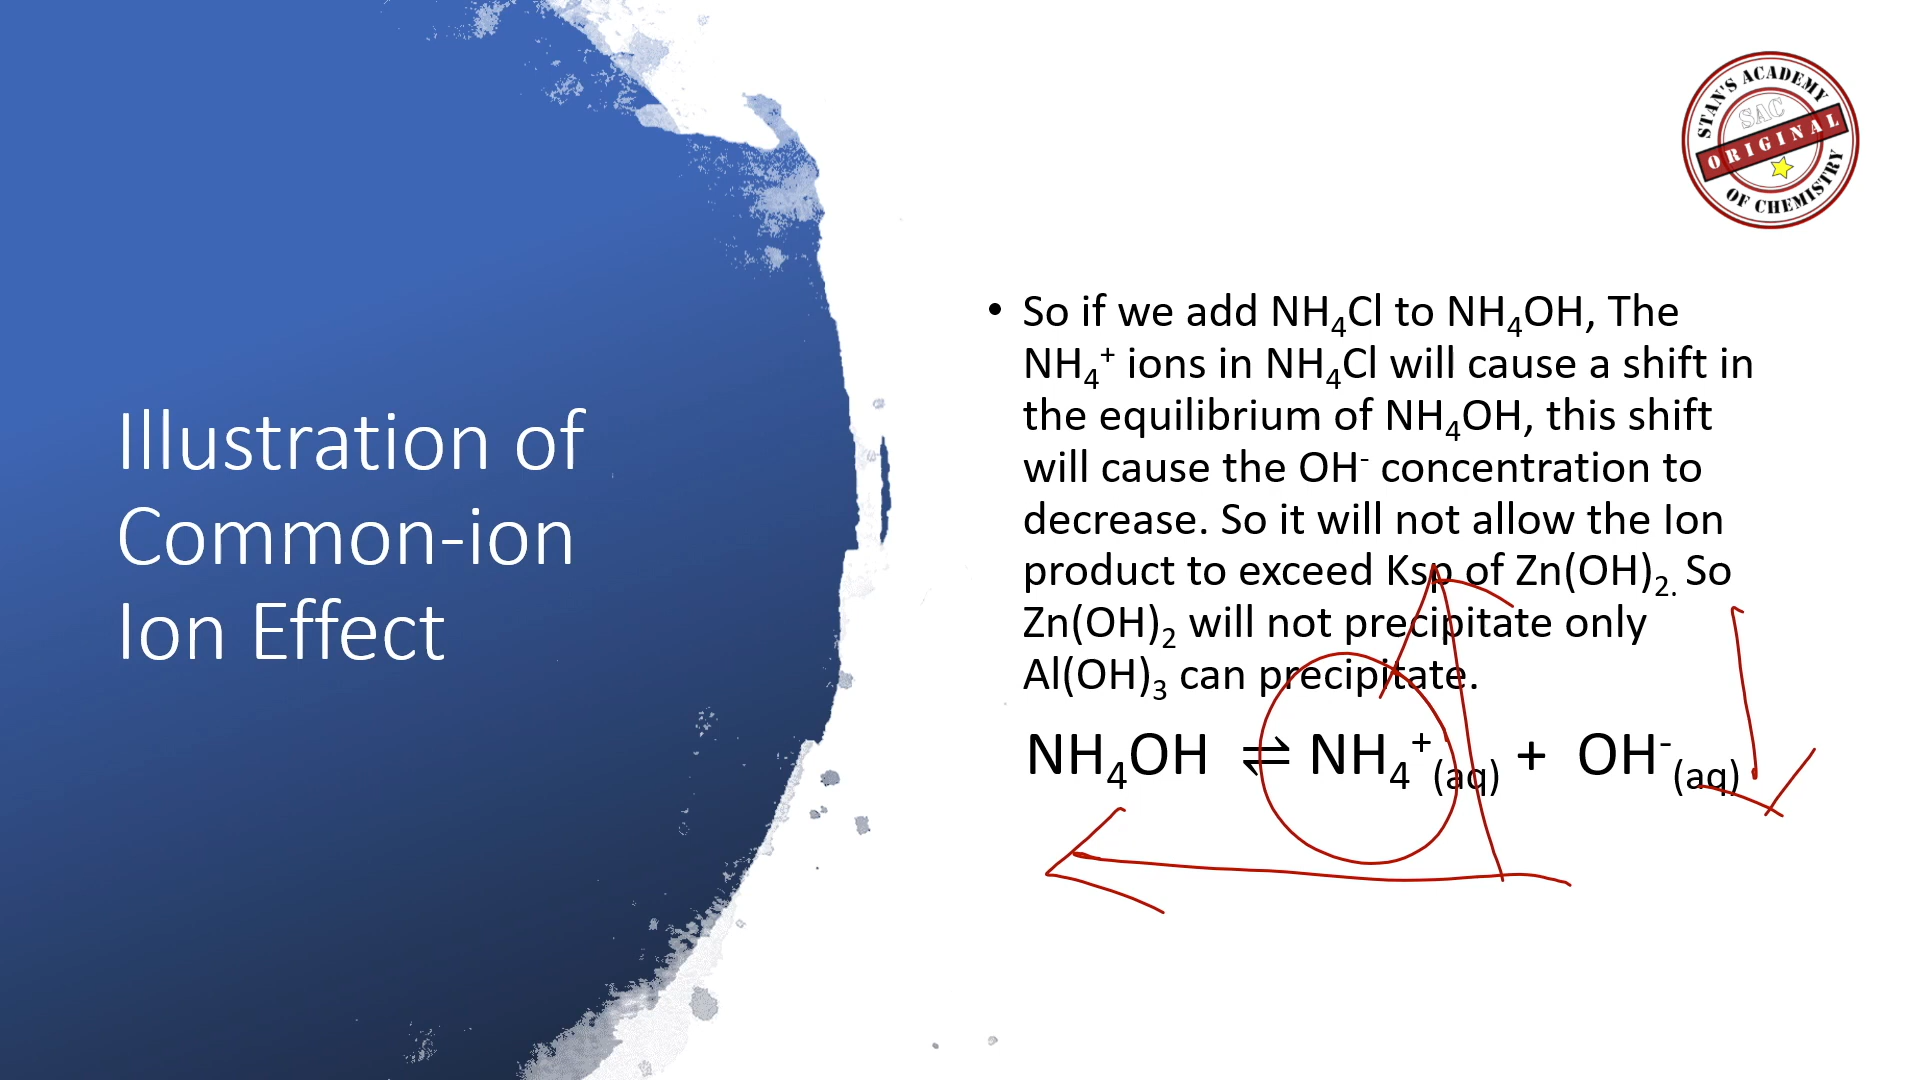 Illustration of
Common-ion
Ion Effect
STAN'S ACADEMY
SAC
ORIGINAL
OF CHEMISTRY
• So if we add NH₄Cl to NH₄OH, The
NH₄⁺ ions in NH₄Cl will cause a shift in
the equilibrium of NH₄OH, this shift
will cause the OH⁻ concentration to
decrease. So it will not allow the Ion
product to exceed Ksp of Zn(OH)₂. So
Zn(OH)₂ will not precipitate only
Al(OH)₃ can precipitate.
NH₄OH ⇌ NH₄⁺(aq) + OH⁻(aq)